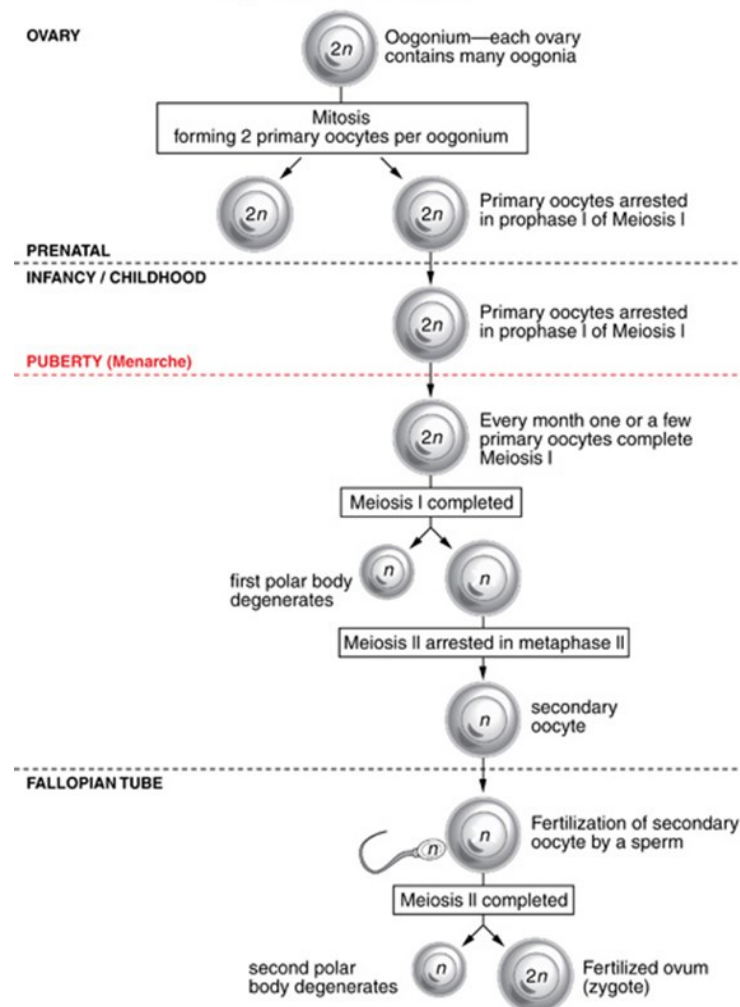 OVARY
2n
Oogonium—each ovary
contains many oogonia
Mitosis
forming 2 primary oocytes per oogonium
2n
2n
Primary oocytes arrested
in prophase I of Meiosis I
PRENATAL
INFANCY / CHILDHOOD
2n
Primary oocytes arrested
in prophase I of Meiosis I
PUBERTY (Menarche)
2n
Every month one or a few
primary oocytes complete
Meiosis I
Meiosis I completed
n
n
first polar body
degenerates
Meiosis II arrested in metaphase II
n
secondary
oocyte
FALLOPIAN TUBE
n
n
Fertilization of secondary
oocyte by a sperm
Meiosis II completed
second polar
body degenerates
n
2n
Fertilized ovum
(zygote)